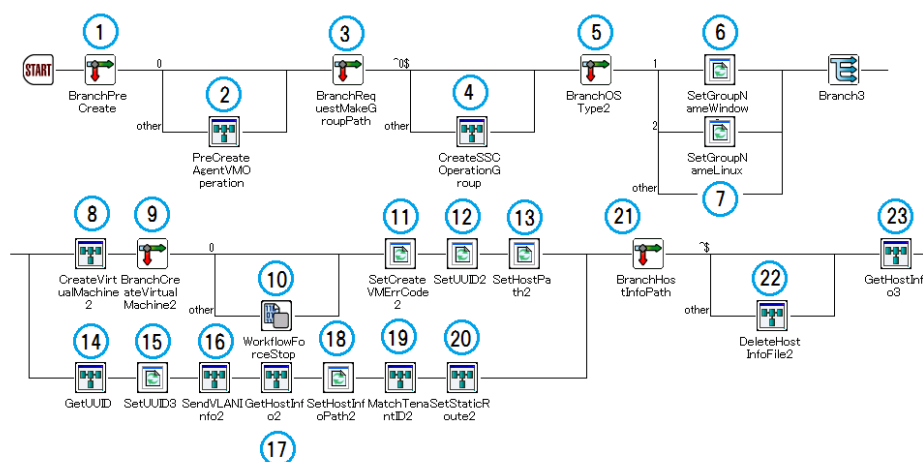 1
3
5
6
START
0
^0$
1
BranchPre
Create
2
BranchReq
uestMakeG
roupPath
4
BranchOS
Type2
SetGroupN
ameWindow
Branch3
other
other
2
PreCreate
AgentVMO
peration
CreateSSC
OperationG
roup
SetGroupN
ameLinux
other
7
8
9
11
12
13
21
23
0
^$
CreateVirt
ualMachine
2
BranchCre
ateVirtual
Machine2
10
SetCreate
VMErrCode
2
SetUUID2
SetHostPa
th2
BranchHos
tInfoPath
22
GetHostInf
o3
other
other
14
15
16
WorkflowFo
rceStop
18
19
20
DeleteHost
InfoFile2
GetUUID
SetUUID3
SendVLANI
nfo2
GetHostInf
o2
SetHostInf
oPath2
MatchTena
ntID2
SetStaticR
oute2
17